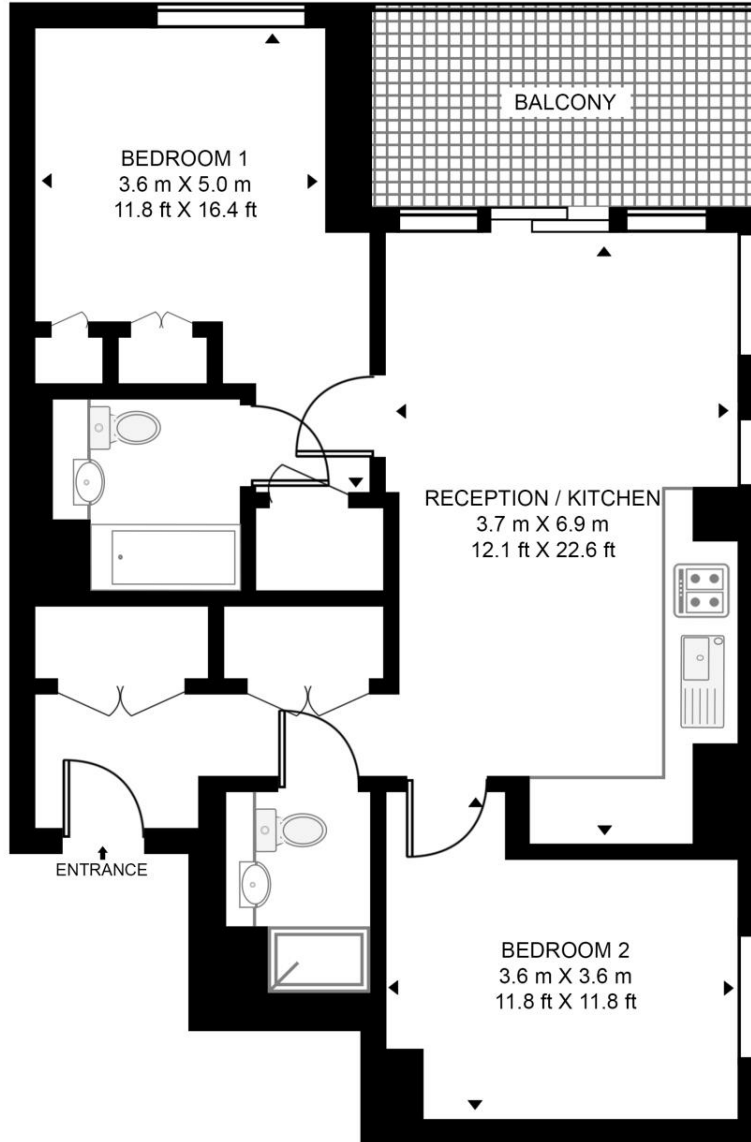 BALCONY
BEDROOM 1
3.6 m X 5.0 m
11.8 ft X 16.4 ft
RECEPTION / KITCHEN
3.7 m X 6.9 m
12.1 ft X 22.6 ft
ENTRANCE
BEDROOM 2
3.6 m X 3.6 m
11.8 ft X 11.8 ft